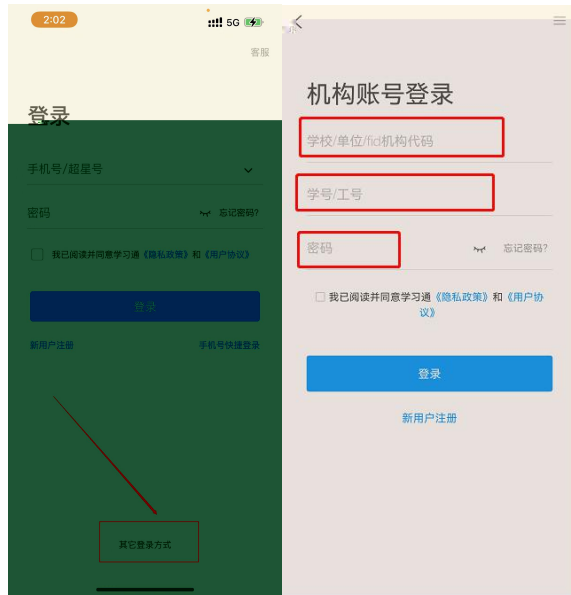 2:02
5G
客服
登录
手机号/超星号
密码
忘记密码?
我已阅读并同意学习通《隐私政策》和《用户协议》
登录
新用户注册
手机号快捷登录
其它登录方式
机构账号登录
学校/单位/fid机构代码
学号/工号
密码
忘记密码?
我已阅读并同意学习通《隐私政策》和《用户协
议》
登录
新用户注册